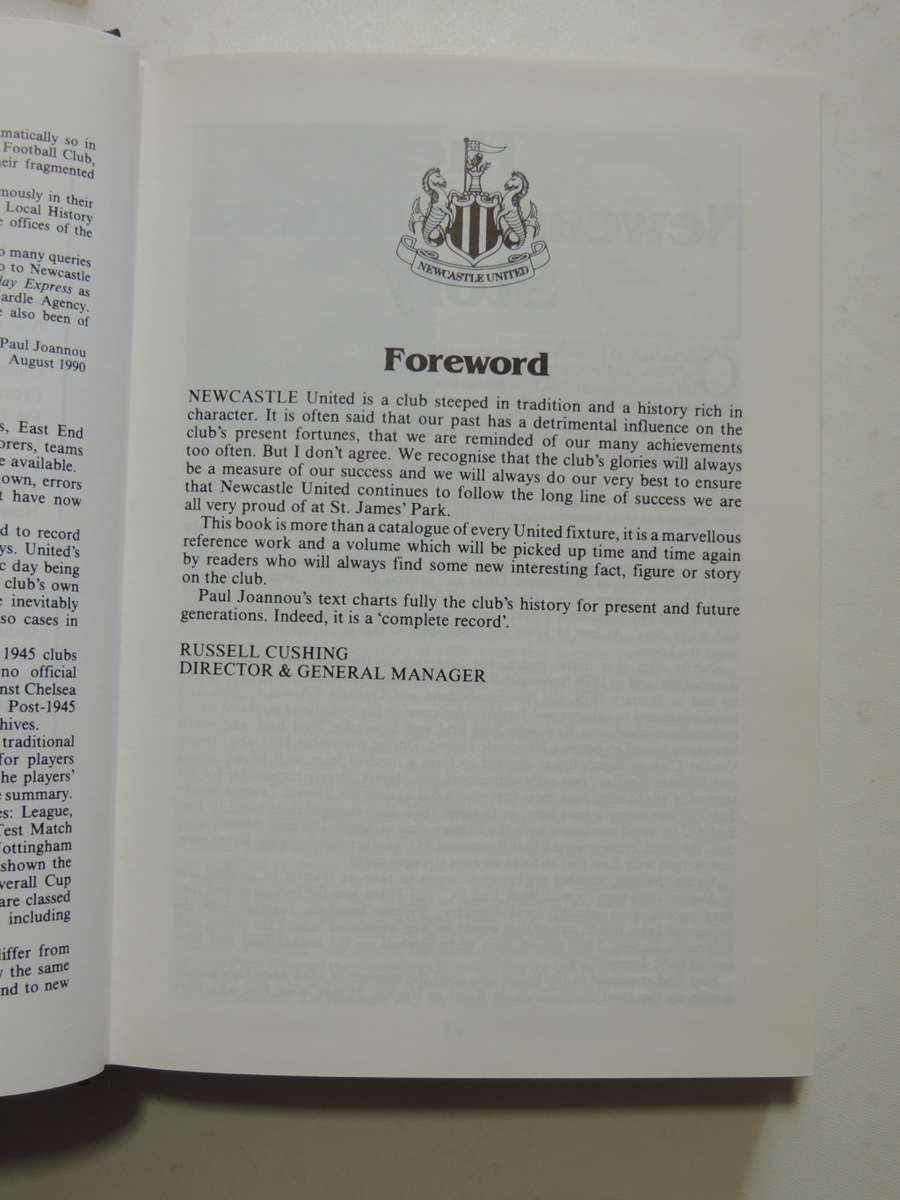 matically so in
Football Club,
eir fragmented
mously in their
Local History
e offices of the
o many queries
o to Newcastle
day Express as
ardle Agency.
e also been of
Paul Joannou
August 1990
s, East End
orers, teams
e available.
own, errors
t have now
d to record
ys. United's
c day being
club's own
e inevitably
so cases in
1945 clubs
no official
nst Chelsea
Post-1945
hives.
traditional
for players
he players'
e summary.
es: League,
Test Match
Nottingham
shown the
verall Cup
are classed
including
differ from
y the same
nd to new
NEWCASTLE UNITED
Foreword
NEWCASTLE United is a club steeped in tradition and a history rich in
character. It is often said that our past has a detrimental influence on the
club's present fortunes, that we are reminded of our many achievements
too often. But I don't agree. We recognise that the club's glories will always
be a measure of our success and we will always do our very best to ensure
that Newcastle United continues to follow the long line of success we are
all very proud of at St. James' Park.
This book is more than a catalogue of every United fixture, it is a marvellous
reference work and a volume which will be picked up time and time again
by readers who will always find some new interesting fact, figure or story
on the club.
Paul Joannou's text charts fully the club's history for present and future
generations. Indeed, it is a 'complete record'.
RUSSELL CUSHING
DIRECTOR & GENERAL MANAGER